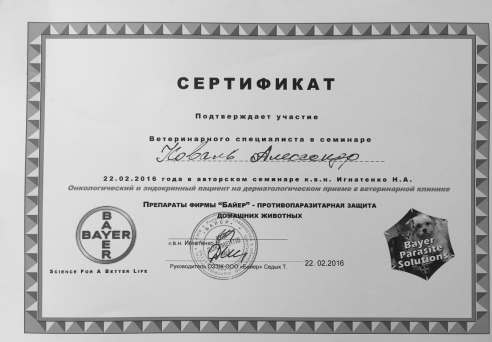 СЕРТИФИКАТ
Подтверждает участие
Ветеринарного специалиста в семинаре
Коваль Александр
22.02.2016 года в авторском семинаре к.в.н. Игнатенко Н.А.
Онкологический и эндокринный пациент на дерматологическом приеме в ветеринарной клинике
Препараты фирмы "Байер" - противопаразитарная защита
домашних животных
BAYER
BAYER
Science For A Better Life
к.в.н. Игнатенко
Руководитель ООО «Байер» Седых Т.
22. 02.2016
Bayer
Parasite
Solutions